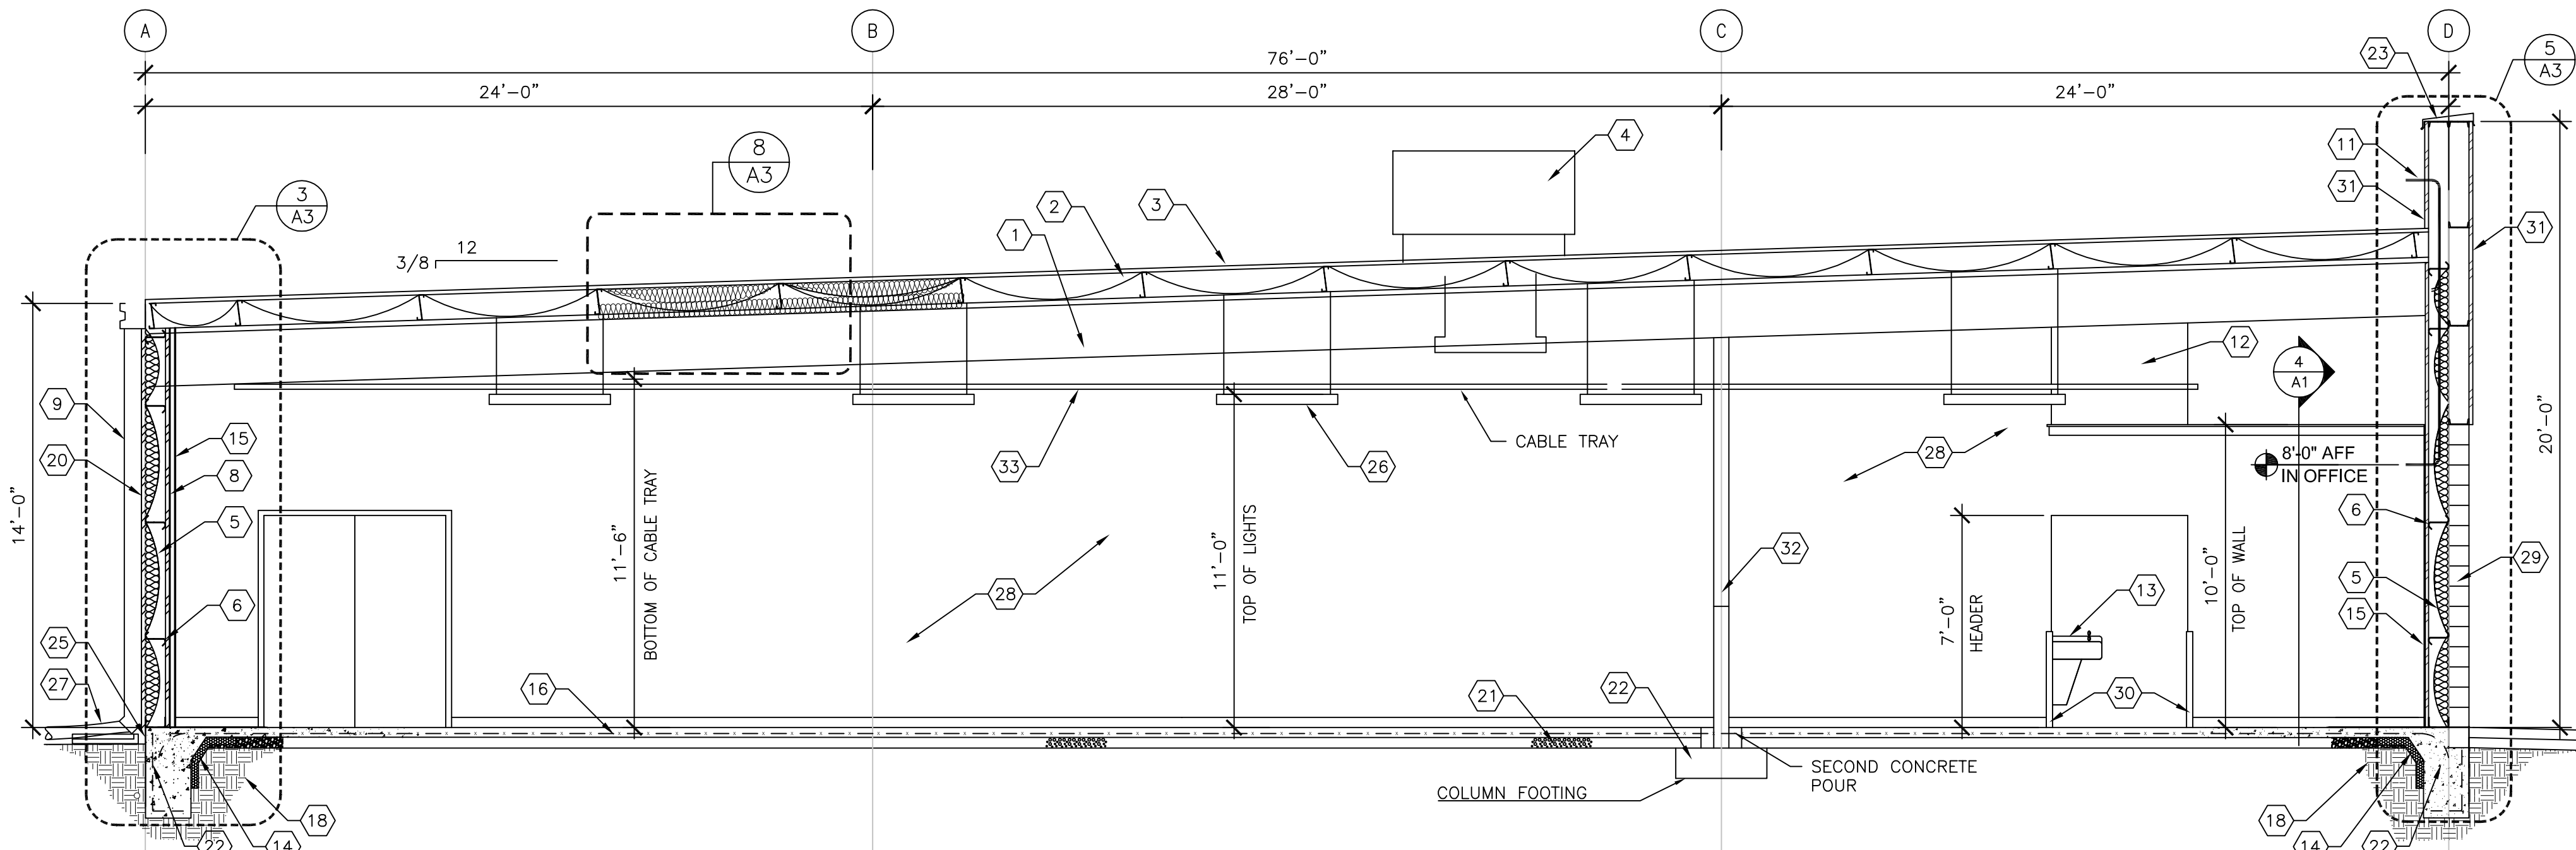 A
B
C
D
76'-0"
24'-0"
28'-0"
24'-0"
5
A3
23
8
A3
4
11
31
31
3
A3
2
3
1
12
3/8
12
4
A1
9
15
20
8
5
33
CABLE TRAY
26
28
8'-0" AFF
IN OFFICE
14'-0"
20'-0"
11'-6"
BOTTOM OF CABLE TRAY
11'-0"
TOP OF LIGHTS
32
7'-0"
HEADER
10'-0"
TOP OF WALL
6
29
5
15
6
28
13
25
27
16
21
22
30
SECOND CONCRETE
POUR
COLUMN FOOTING
18
22
14
18
14
22